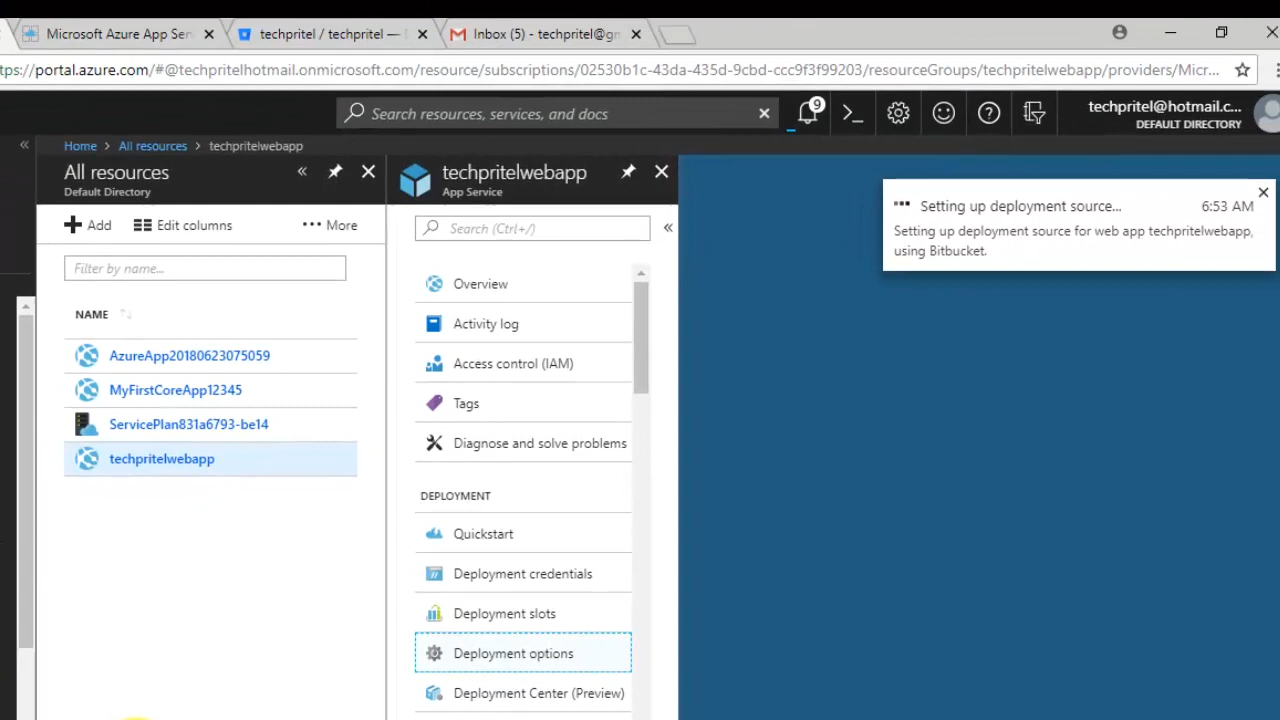 Microsoft Azure App Sen
techpritel / techpritel —
Inbox (5) - techpritel@gm
tps://portal.azure.com/#@techpritelhotmail.onmicrosoft.com/resource/subscriptions/02530b1c-43da-435d-9cbd-ccc9f3f99203/resourceGroups/techpritelwebapp/providers/Micr...
Search resources, services, and docs
9
techpritel@hotmail.c...
DEFAULT DIRECTORY
Home > All resources > techpritelwebapp
All resources
Default Directory
Add
Edit columns
More
Filter by name...
NAME
AzureApp20180623075059
MyFirstCoreApp12345
ServicePlan831a6793-be14
techpritelwebapp
techpritelwebapp
App Service
Search (Ctrl+/)
Overview
Activity log
Access control (IAM)
Tags
Diagnose and solve problems
DEPLOYMENT
Quickstart
Deployment credentials
Deployment slots
Deployment options
Deployment Center (Preview)
Setting up deployment source... 6:53 AM
Setting up deployment source for web app techpritelwebapp,
using Bitbucket.